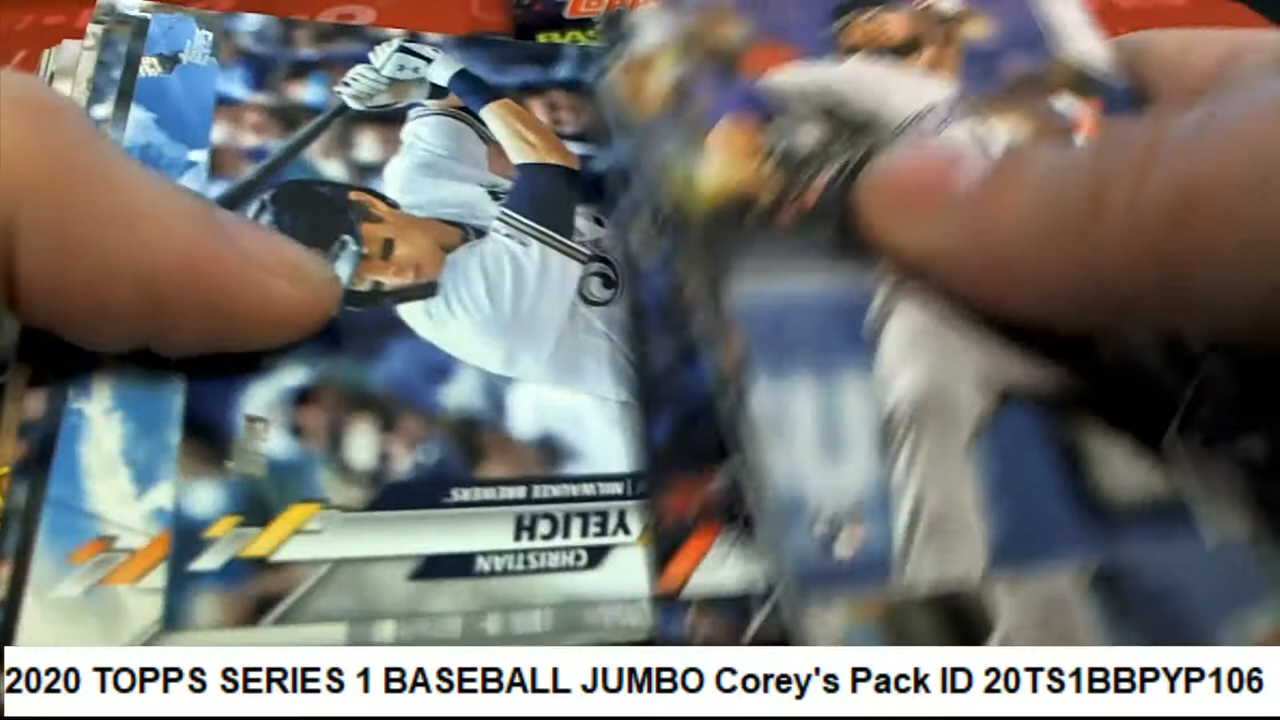 MILWAUKEE BREWERS
YELICH
CHRISTIAN
2020 TOPPS SERIES 1 BASEBALL JUMBO Corey's Pack ID 20TS1BBPYP106